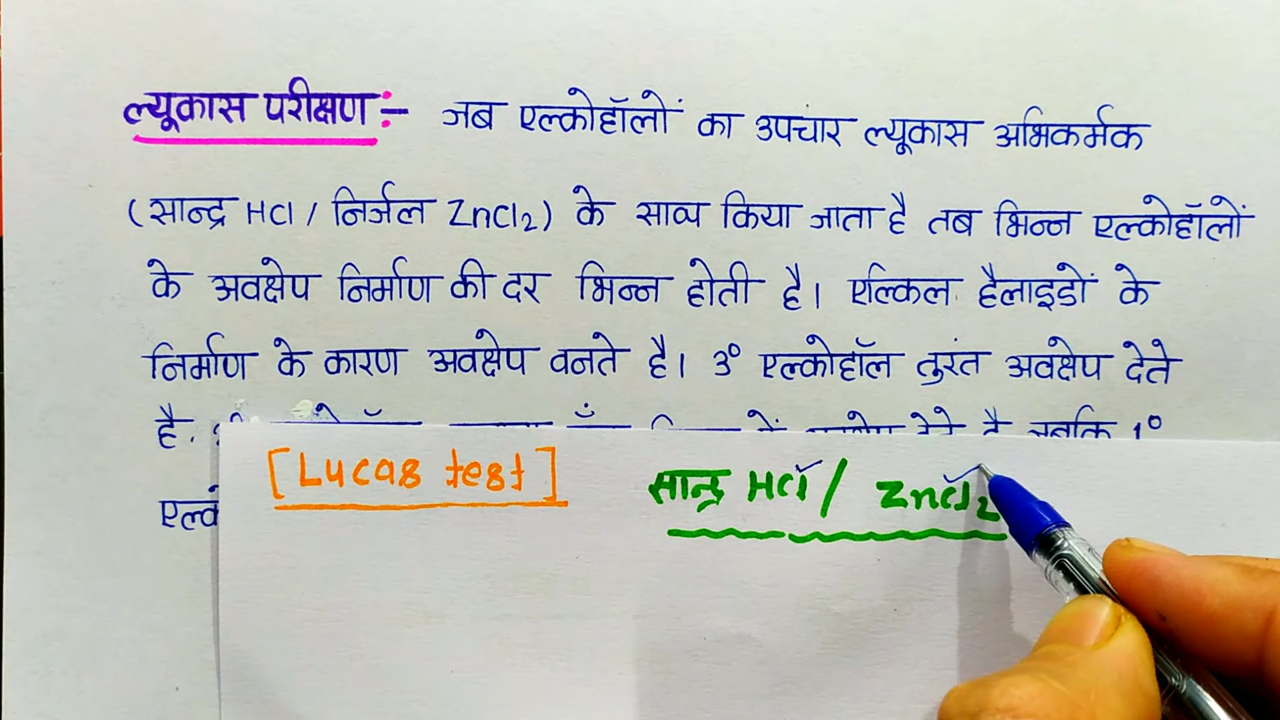 ल्यूकास परीक्षण:- जब एल्कोहॉलों का उपचार ल्यूकास अभिकर्मक
(सान्द्र HCl / निर्जल ZnCl₂) के साथ किया जाता है तब भिन्न एल्कोहॉलों
के अवक्षेप निर्माण की दर भिन्न होती है। एल्किल हैलाइडों के
निर्माण के कारण अवक्षेप बनते है। 3° एल्कोहॉल तुरंत अवक्षेप देते
है. 1°
[Lucas test] सान्द्र HCl / ZnCl₂